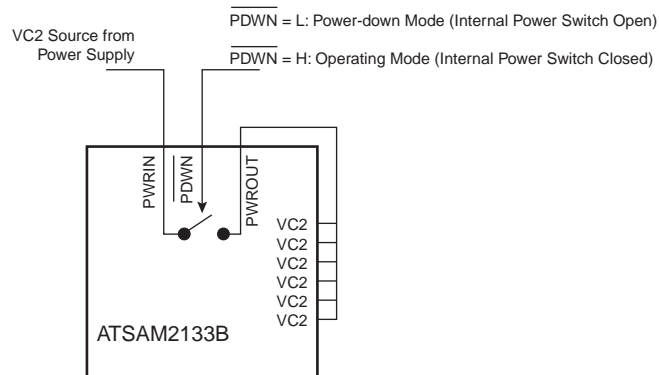 PDWN = L: Power-down Mode (Internal Power Switch Open)
VC2 Source from
Power Supply
PDWN = H: Operating Mode (Internal Power Switch Closed)
PWRIN
PDWN
PWROUT
VC2
VC2
VC2
VC2
VC2
VC2
ATSAM2133B